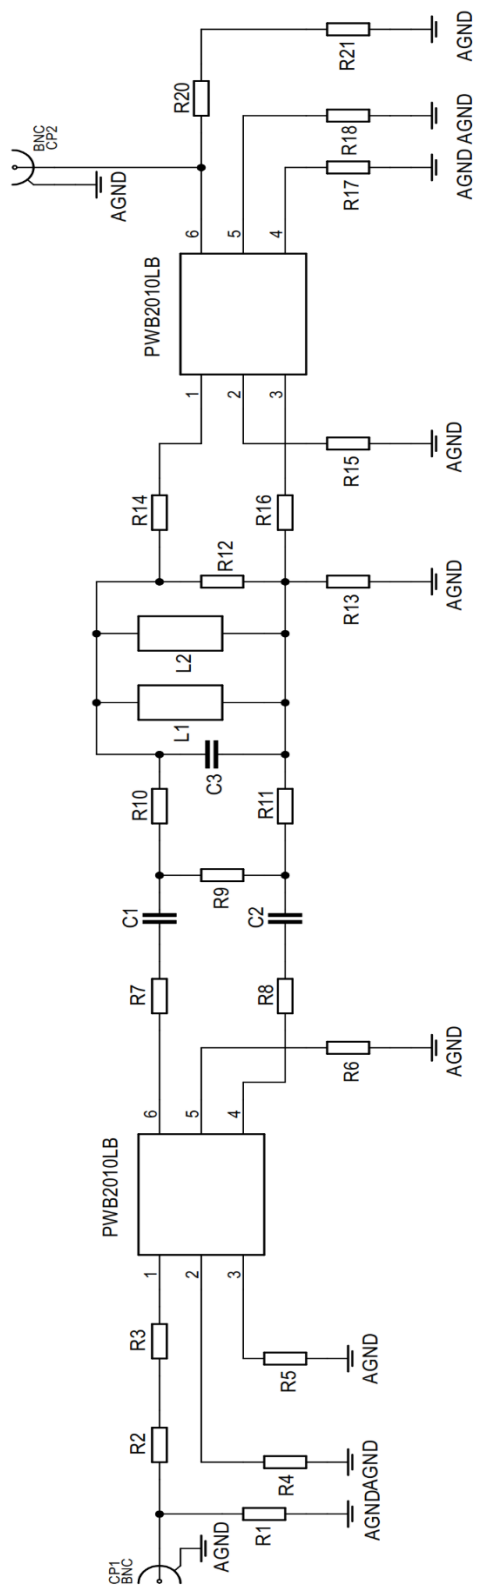 BNC
CP2
AGND
R20
R21
AGND
R18
AGND
R17
AGND
6
5
4
PWB2010LB
1
2
3
R14
R16
R15
AGND
R12
R13
AGND
L2
L1
C3
R10
R11
R9
C1
C2
R7
R8
R6
AGND
6
5
4
PWB2010LB
1
2
3
R3
R5
AGND
R2
R4
AGND
R1
AGND
CP1
BNC
AGND